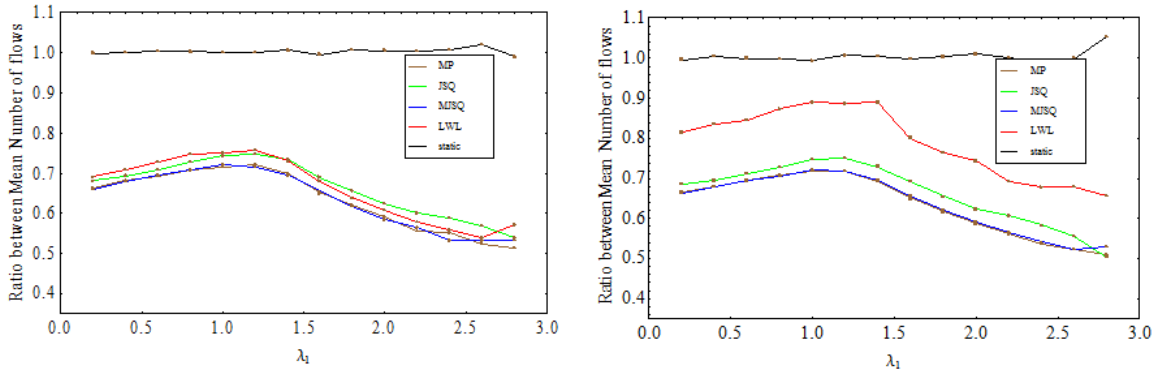 Ratio between Mean Number of flows
1.1
1.0
0.9
0.8
0.7
0.6
0.5
0.4
MP
JSQ
MJSQ
LWL
static
0.0 0.5 1.0 1.5 2.0 2.5 3.0
λ1
Ratio between Mean Number of flows
1.1
1.0
0.9
0.8
0.7
0.6
0.5
0.4
MP
JSQ
MJSQ
LWL
static
0.0 0.5 1.0 1.5 2.0 2.5 3.0
λ1